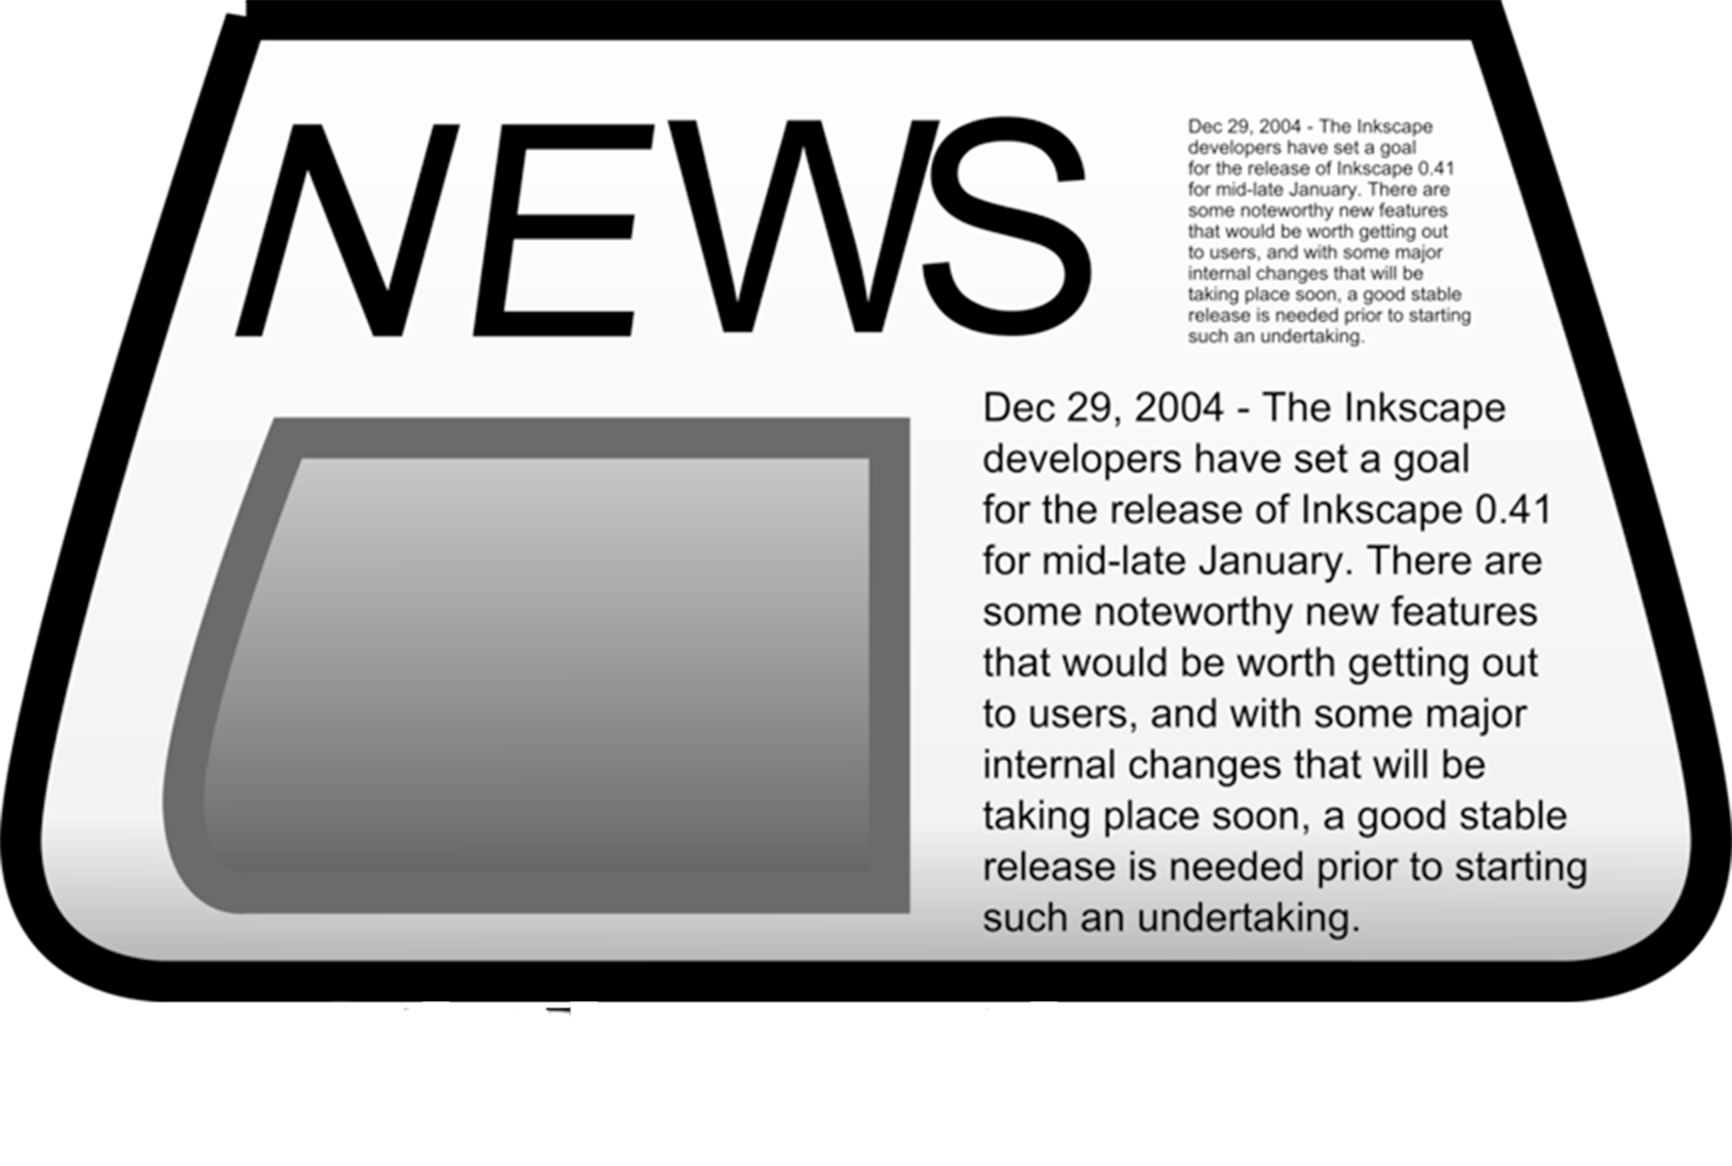 NEWS
Dec 29, 2004 - The Inkscape
developers have set a goal
for the release of Inkscape 0.41
for mid-late January. There are
some noteworthy new features
that would be worth getting out
to users, and with some major
internal changes that will be
taking place soon, a good stable
release is needed prior to starting
such an undertaking.
Dec 29, 2004 - The Inkscape
developers have set a goal
for the release of Inkscape 0.41
for mid-late January. There are
some noteworthy new features
that would be worth getting out
to users, and with some major
internal changes that will be
taking place soon, a good stable
release is needed prior to starting
such an undertaking.